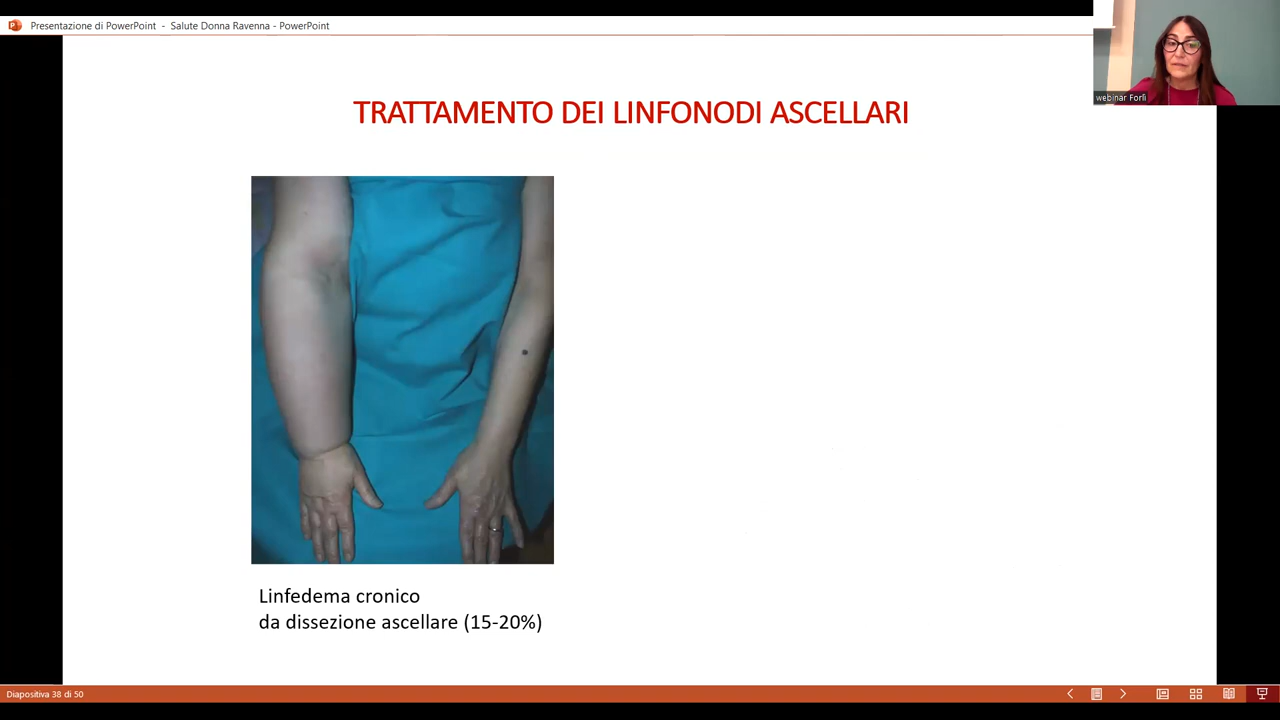 Presentazione di PowerPoint - Salute Donna Ravenna - PowerPoint
webinar Forlì
TRATTAMENTO DEI LINFONODI ASCELLARI
Linfedema cronico
da dissezione ascellare (15-20%)
Diapositiva 38 di 50